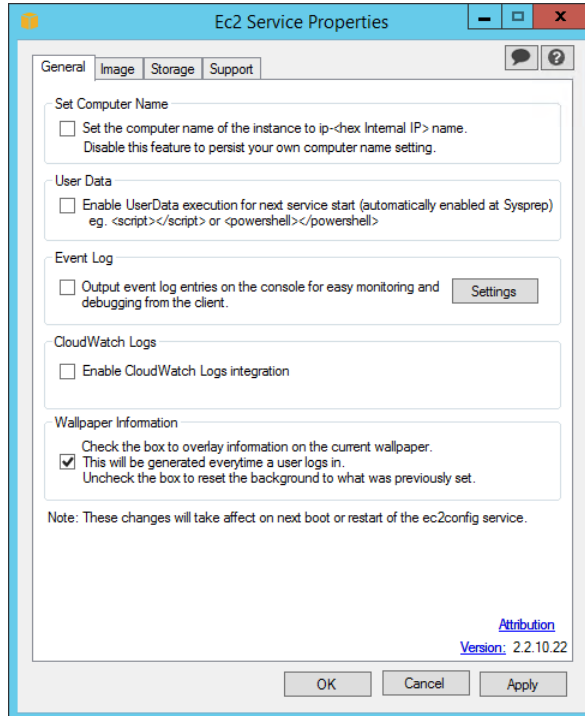 Ec2 Service Properties
General
Image
Storage
Support
Set Computer Name
Set the computer name of the instance to ip-<hex Internal IP> name.
Disable this feature to persist your own computer name setting.
User Data
Enable UserData execution for next service start (automatically enabled at Sysprep)
eg. <script></script> or <powershell></powershell>
Event Log
Output event log entries on the console for easy monitoring and
debugging from the client.
Settings
CloudWatch Logs
Enable CloudWatch Logs integration
Wallpaper Information
Check the box to overlay information on the current wallpaper.
This will be generated everytime a user logs in.
Uncheck the box to reset the background to what was previously set.
Note: These changes will take affect on next boot or restart of the ec2config service.
Attribution
Version: 2.2.10.22
OK
Cancel
Apply